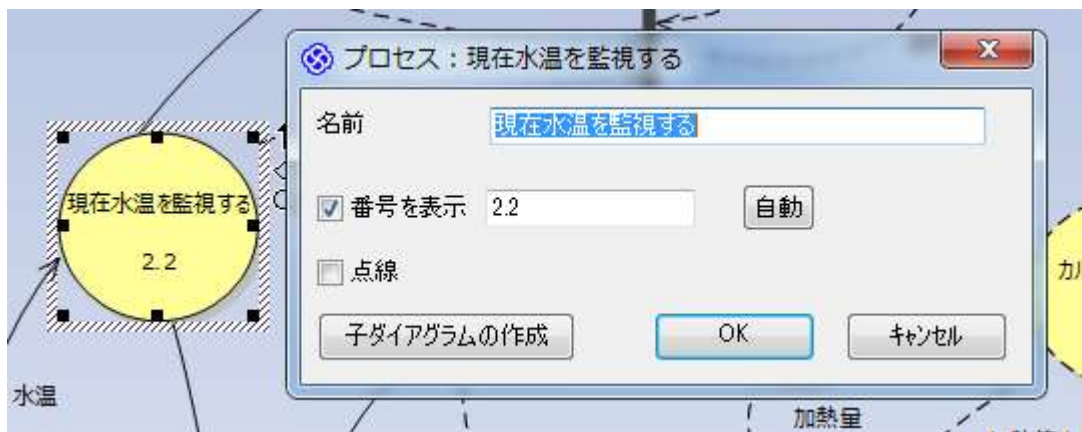 プロセス：現在水温を監視する
名前
現在水温を監視する
現在水温を監視する
2.2
番号を表示
2.2
自動
点線
子ダイアグラムの作成
OK
キャンセル
水温
加熱量